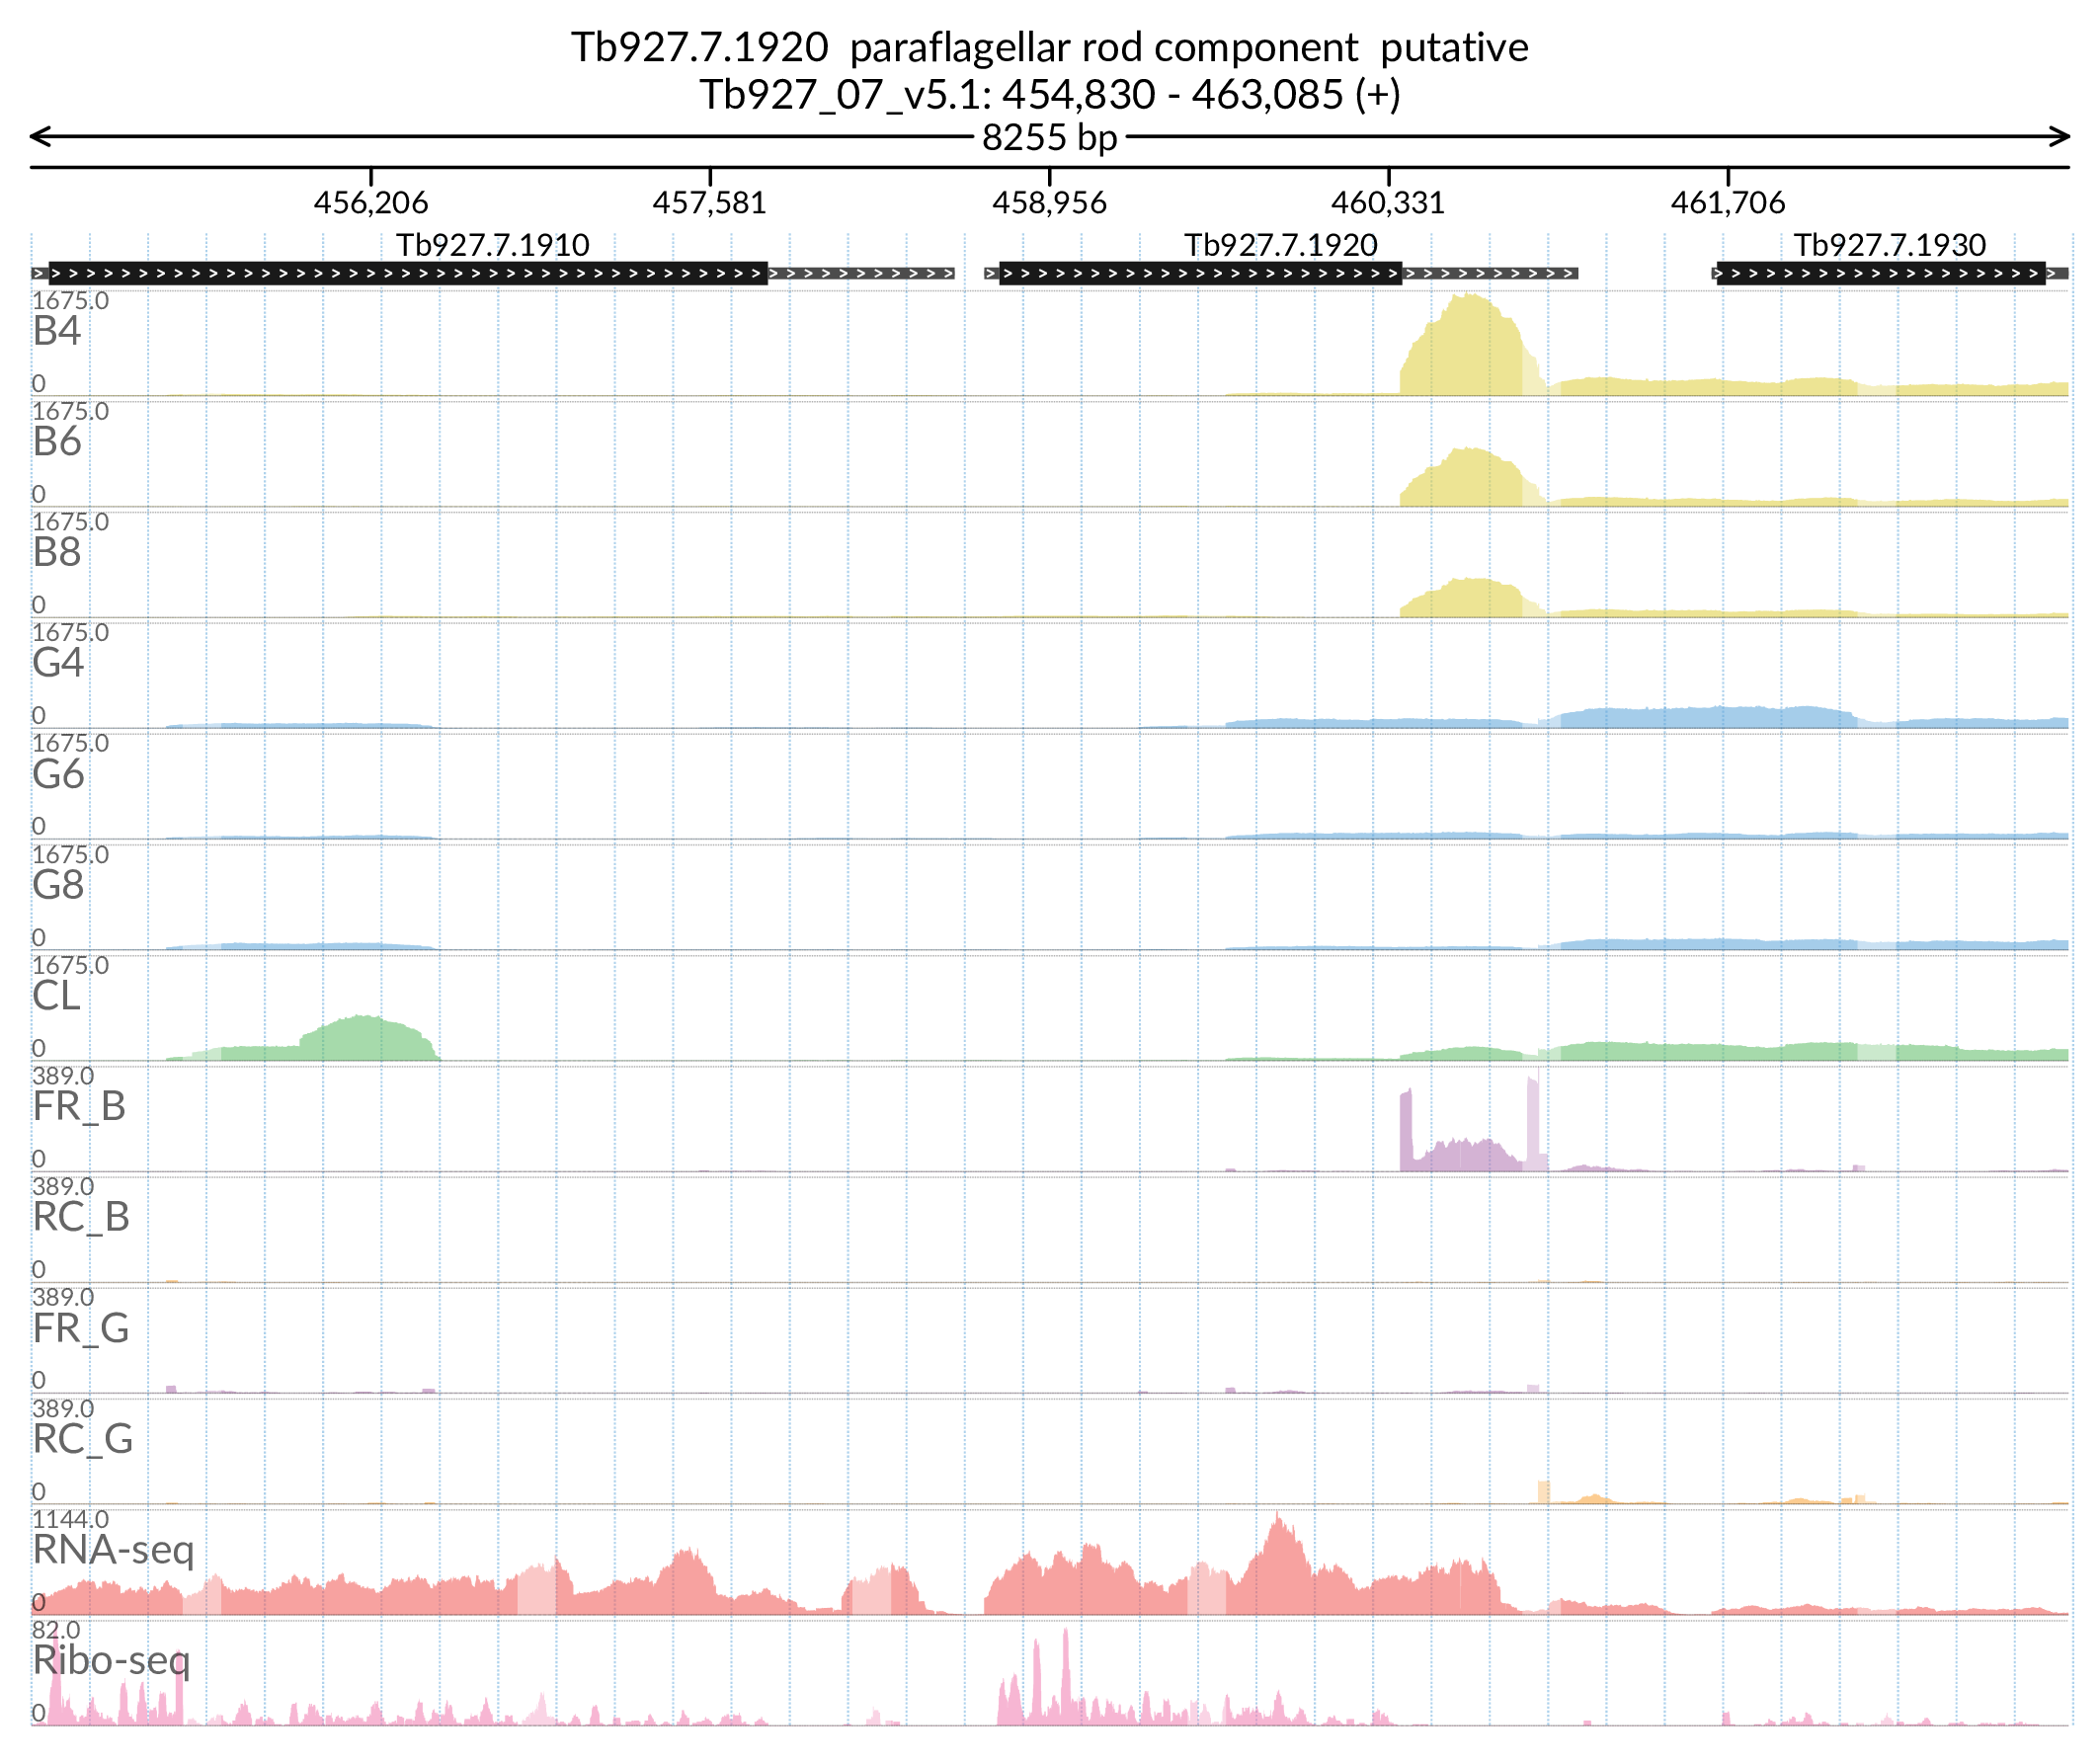 Tb927.7.1920 paraflagellar rod component putative
Tb927_07_v5.1: 454,830 - 463,085 (+)
8255 bp
456,206 457,581 458,956 460,331 461,706
Tb927.7.1910 Tb927.7.1920 Tb927.7.1930
1675.0
B4
0
1675.0
B6
0
1675.0
B8
0
1675.0
G4
0
1675.0
G6
0
1675.0
G8
0
1675.0
CL
0
389.0
FR_B
0
389.0
RC_B
0
389.0
FR_G
0
389.0
RC_G
0
1144.0
RNA-seq
0
82.0
Ribo-seq
0